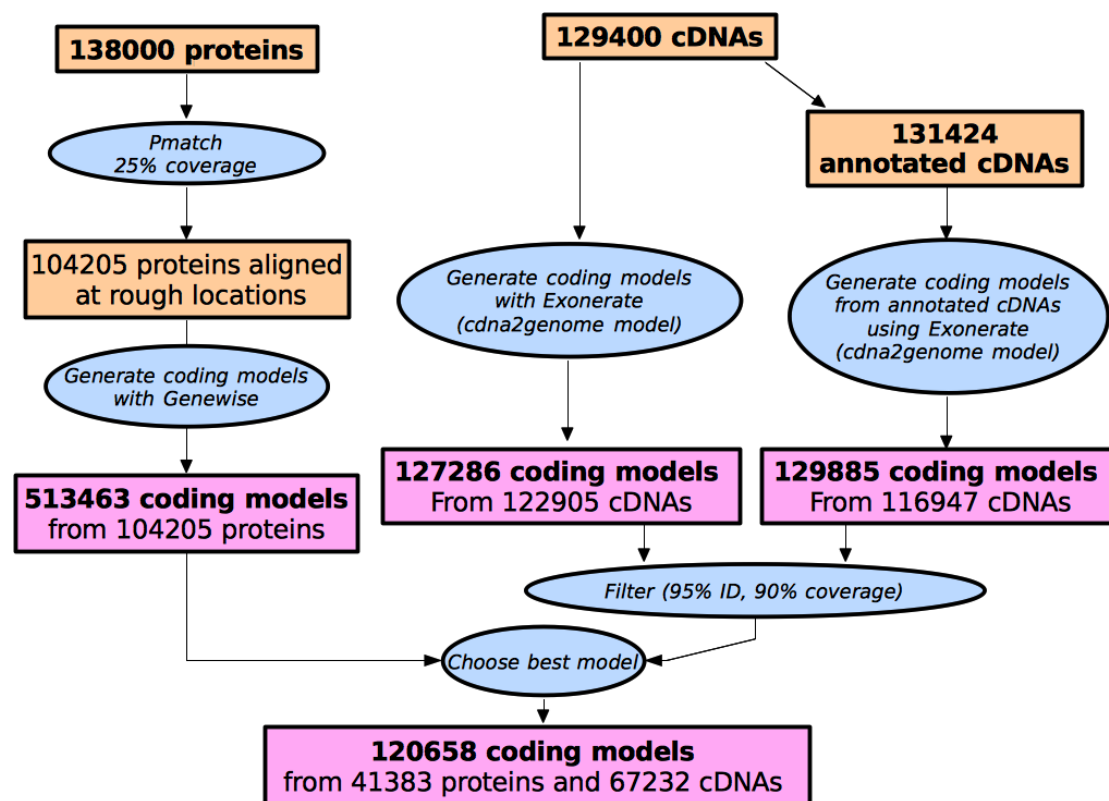 138000 proteins
129400 cDNAs
Pmatch
25% coverage
131424
annotated cDNAs
104205 proteins aligned
at rough locations
Generate coding models
with Exonerate
(cdna2genome model)
Generate coding models
from annotated cDNAs
using Exonerate
(cdna2genome model)
Generate coding models
with Genewise
513463 coding models
from 104205 proteins
127286 coding models
From 122905 cDNAs
129885 coding models
From 116947 cDNAs
Filter (95% ID, 90% coverage)
Choose best model
120658 coding models
from 41383 proteins and 67232 cDNAs